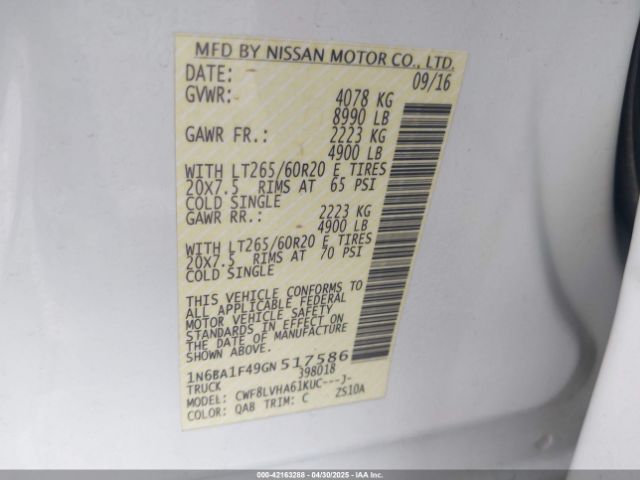 MFD BY NISSAN MOTOR CO., LTD.
DATE: 09/16
GVWR: 4078 KG
8990 LB
GAWR FR.: 2223 KG
4900 LB
WITH LT265/60R20 E TIRES
20X7.5 RIMS AT 65 PSI
COLD SINGLE
GAWR RR.: 2223 KG
4900 LB
WITH LT265/60R20 E TIRES
20X7.5 RIMS AT 70 PSI
COLD SINGLE
THIS VEHICLE CONFORMS TO
ALL APPLICABLE FEDERAL
MOTOR VEHICLE SAFETY
STANDARDS IN EFFECT ON
THE DATE OF MANUFACTURE
SHOWN ABOVE.
1N6BA1F49GN517586
TRUCK 398018
MODEL: CWF8LVHA61KUC---J-
COLOR: QAB TRIM: C ZS10A
000-42163288 - 04/30/2025 - IAA Inc.